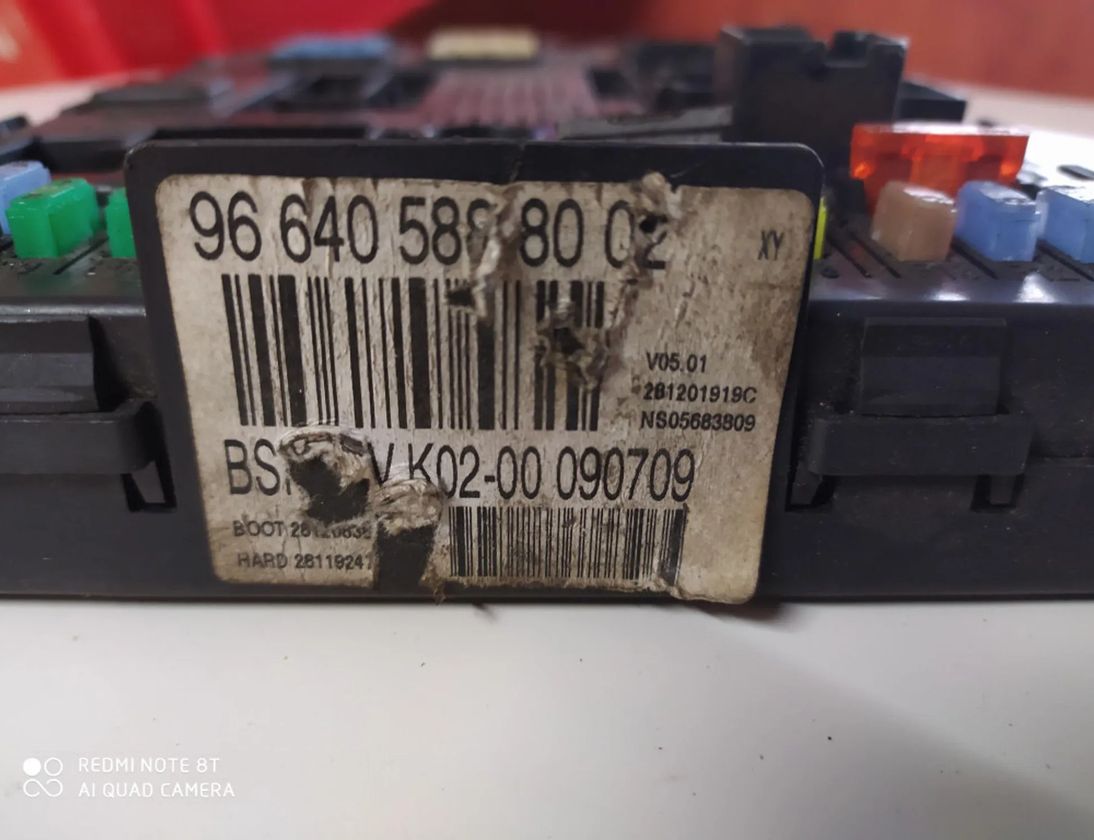 96 640 58 80 02
XY
V05.01
281201919C
NS05683809
K02-00 090709
BOOT
HARD 28119241
REDMI NOTE 8T
AI QUAD CAMERA